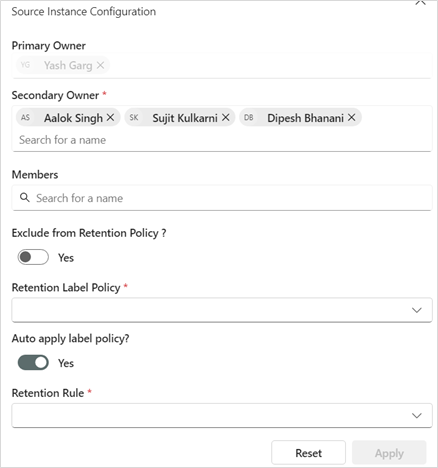 Source Instance Configuration
Primary Owner
YG Yash Garg
Secondary Owner *
AS Aalok Singh SK Sujit Kulkarni DB Dipesh Bhanani
Search for a name
Members
Search for a name
Exclude from Retention Policy ?
Yes
Retention Label Policy *
Auto apply label policy?
Yes
Retention Rule *
Reset Apply